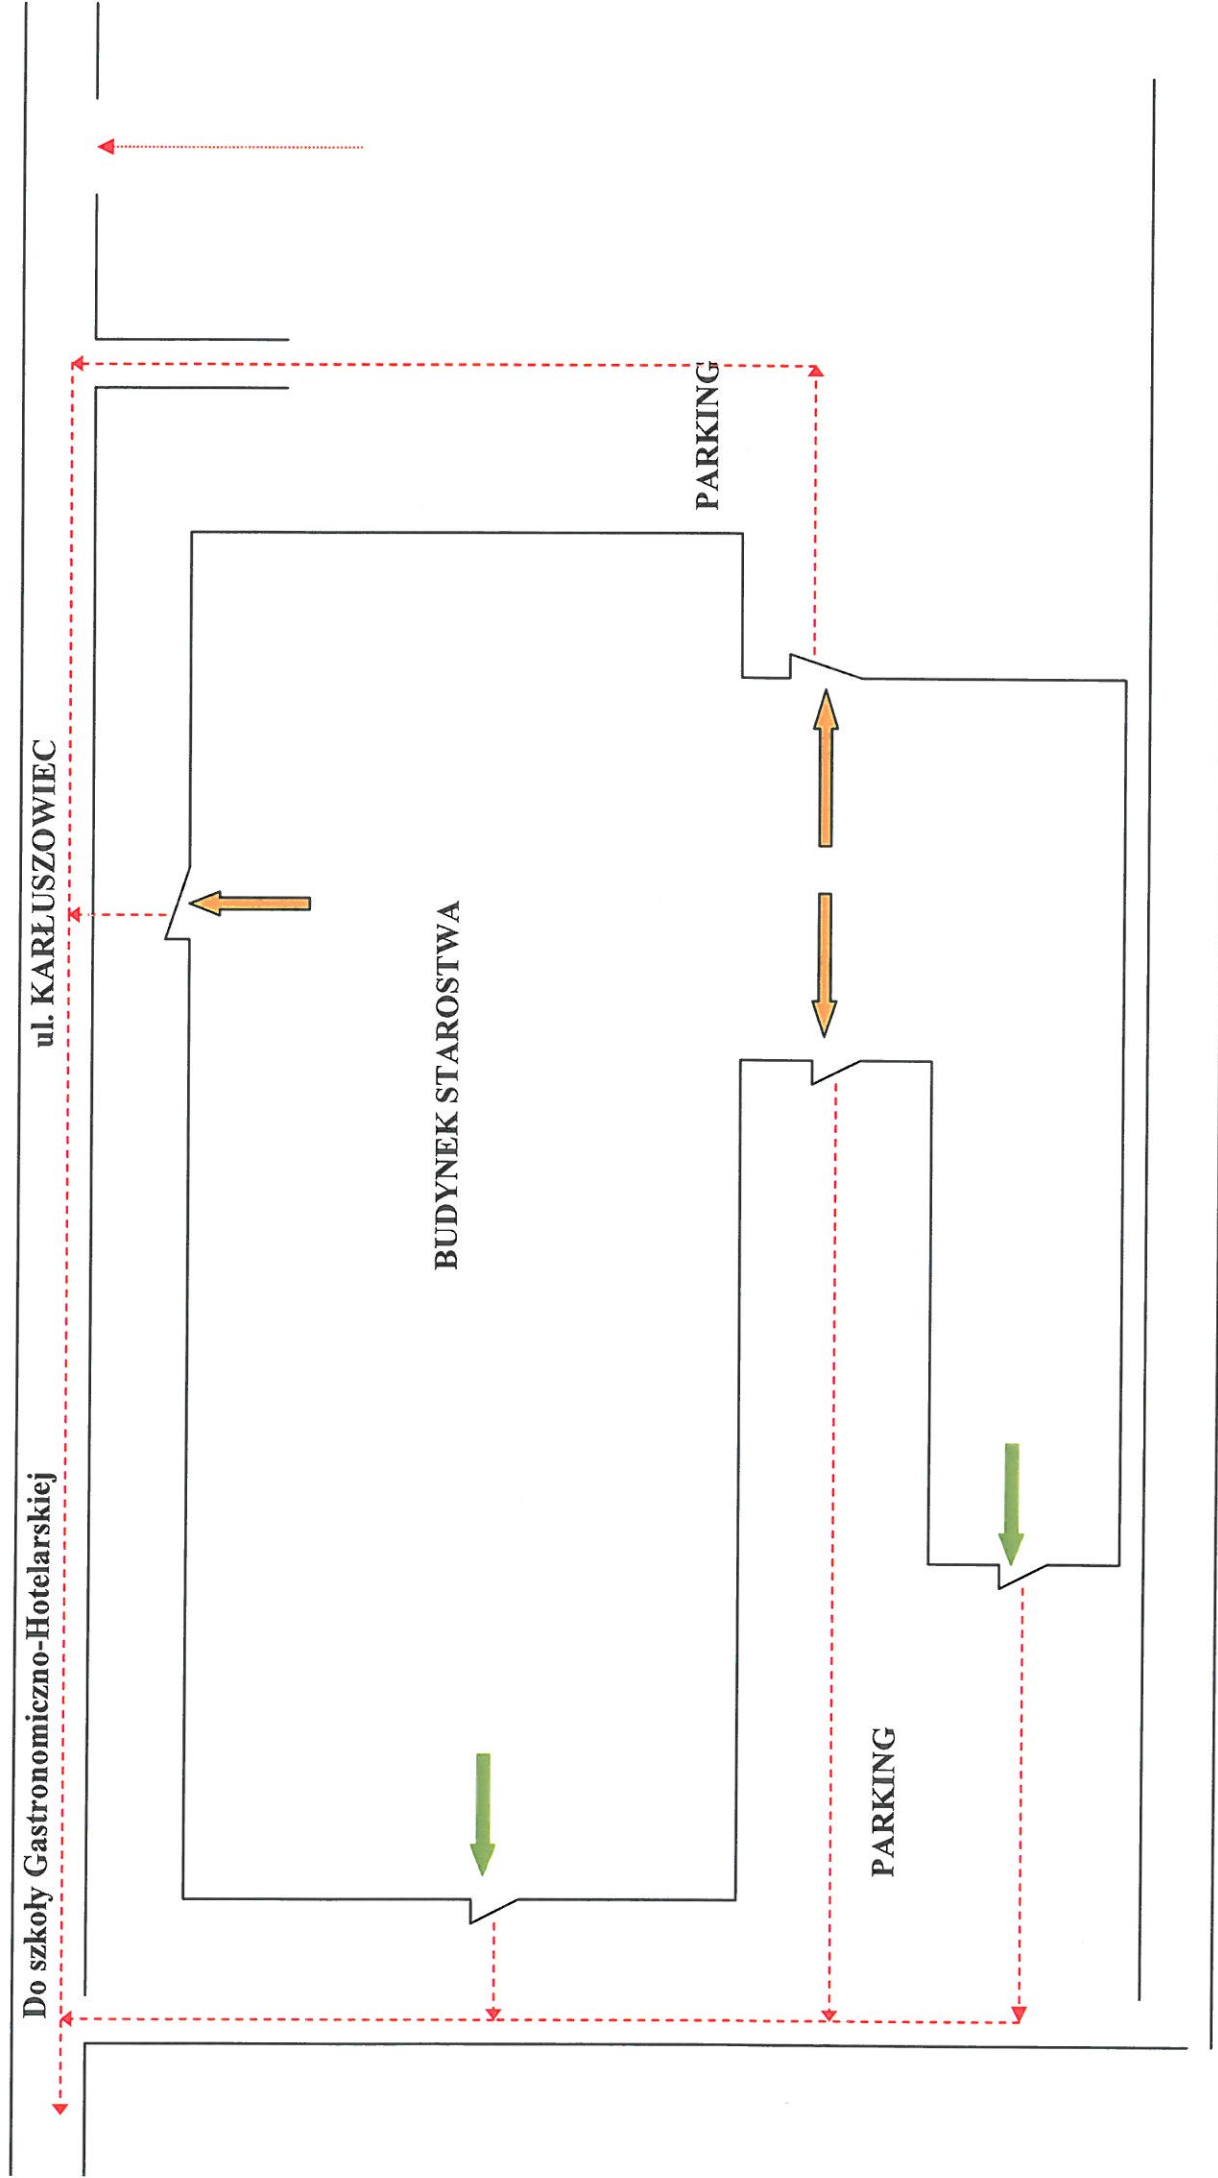 Do szkoły Gastronomiczno-Hotelarskiej
ul. KARŁUSZOWIEC
BUDYNEK STAROSTWA
PARKING
PARKING